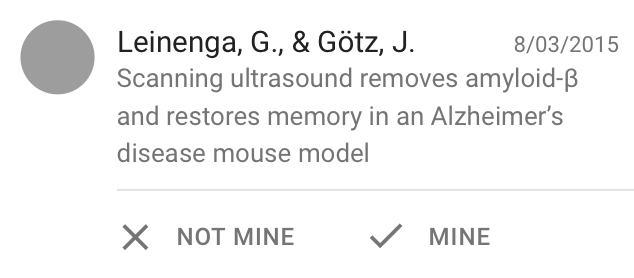 Leinenga, G., & Götz, J. 8/03/2015
Scanning ultrasound removes amyloid-β
and restores memory in an Alzheimer’s
disease mouse model
NOT MINE MINE